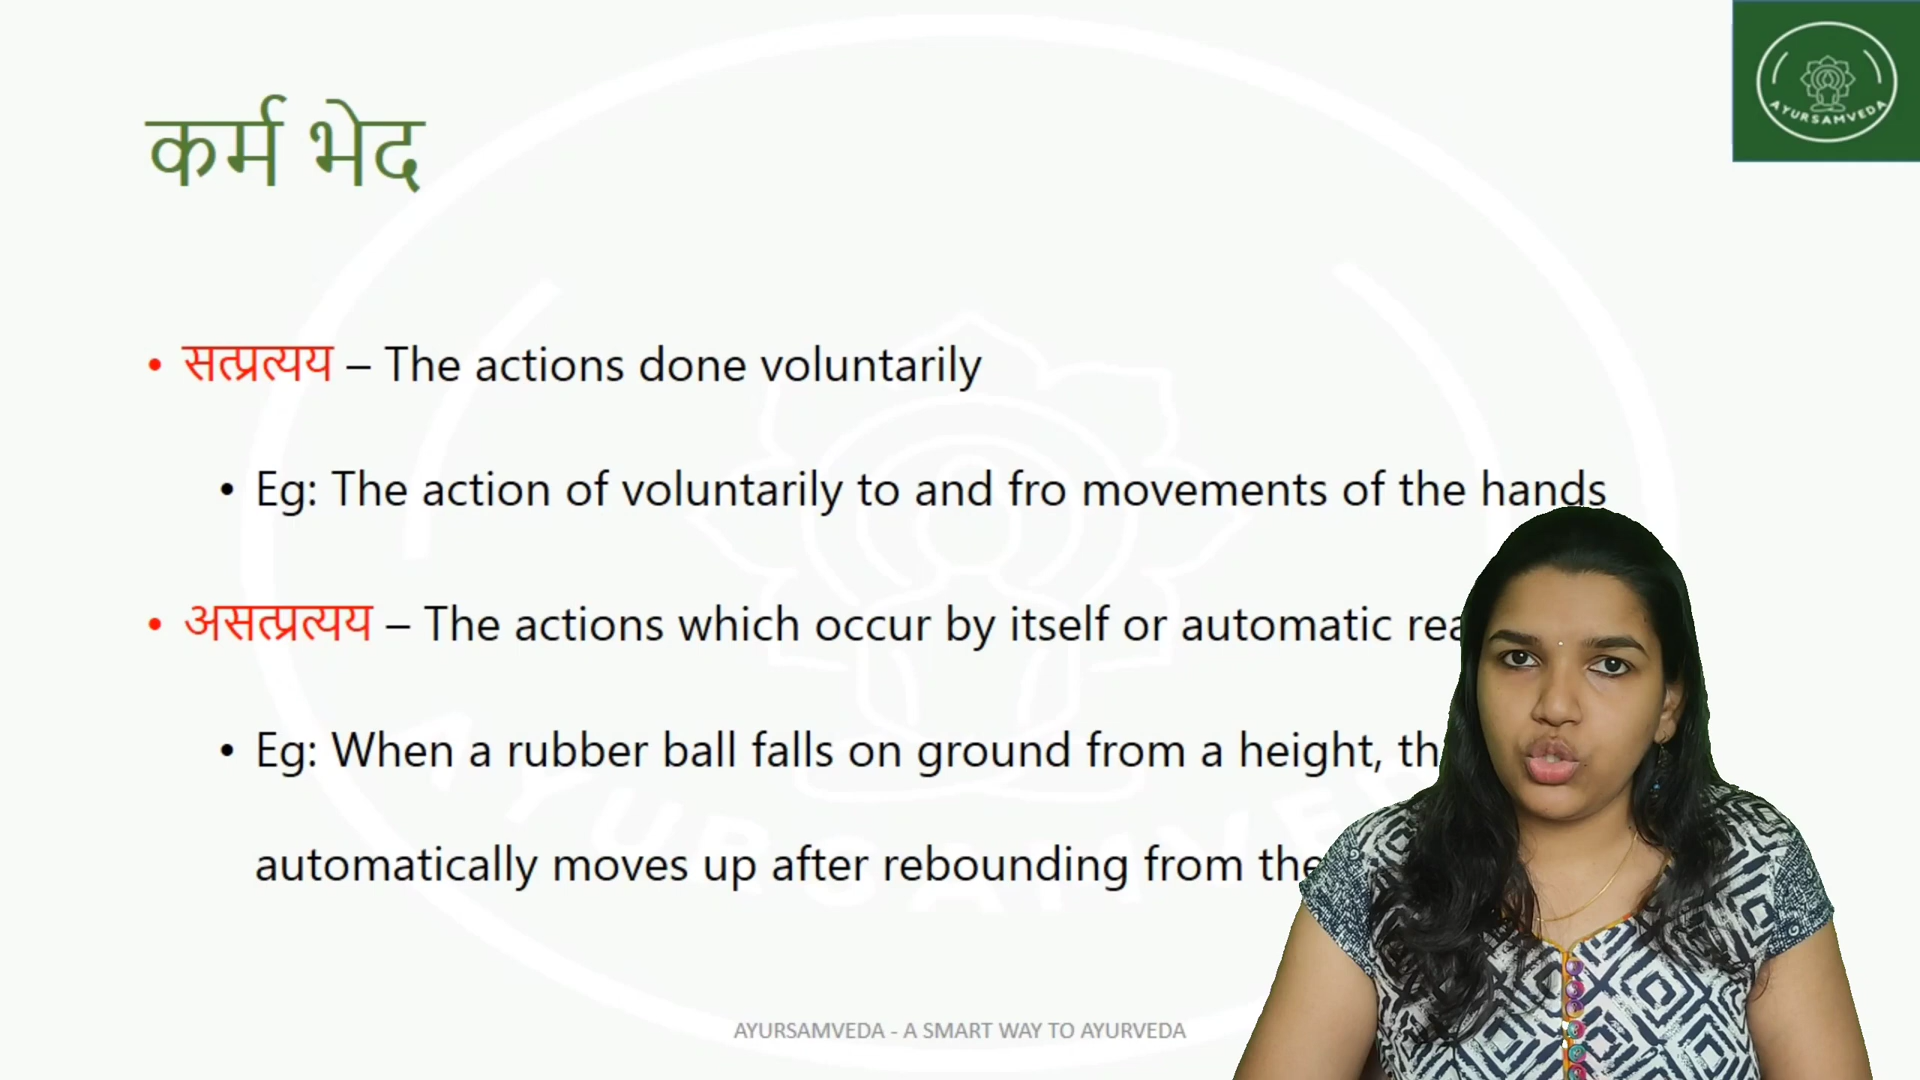 AYURSAMVEDA
कर्म भेद
• सत्प्रत्यय – The actions done voluntarily
• Eg: The action of voluntarily to and fro movements of the hands
• असत्प्रत्यय – The actions which occur by itself or automatic
• Eg: When a rubber ball falls on ground from a height,
automatically moves up after rebounding from the
AYURSAMVEDA
AYURSAMVEDA - A SMART WAY TO AYURVEDA